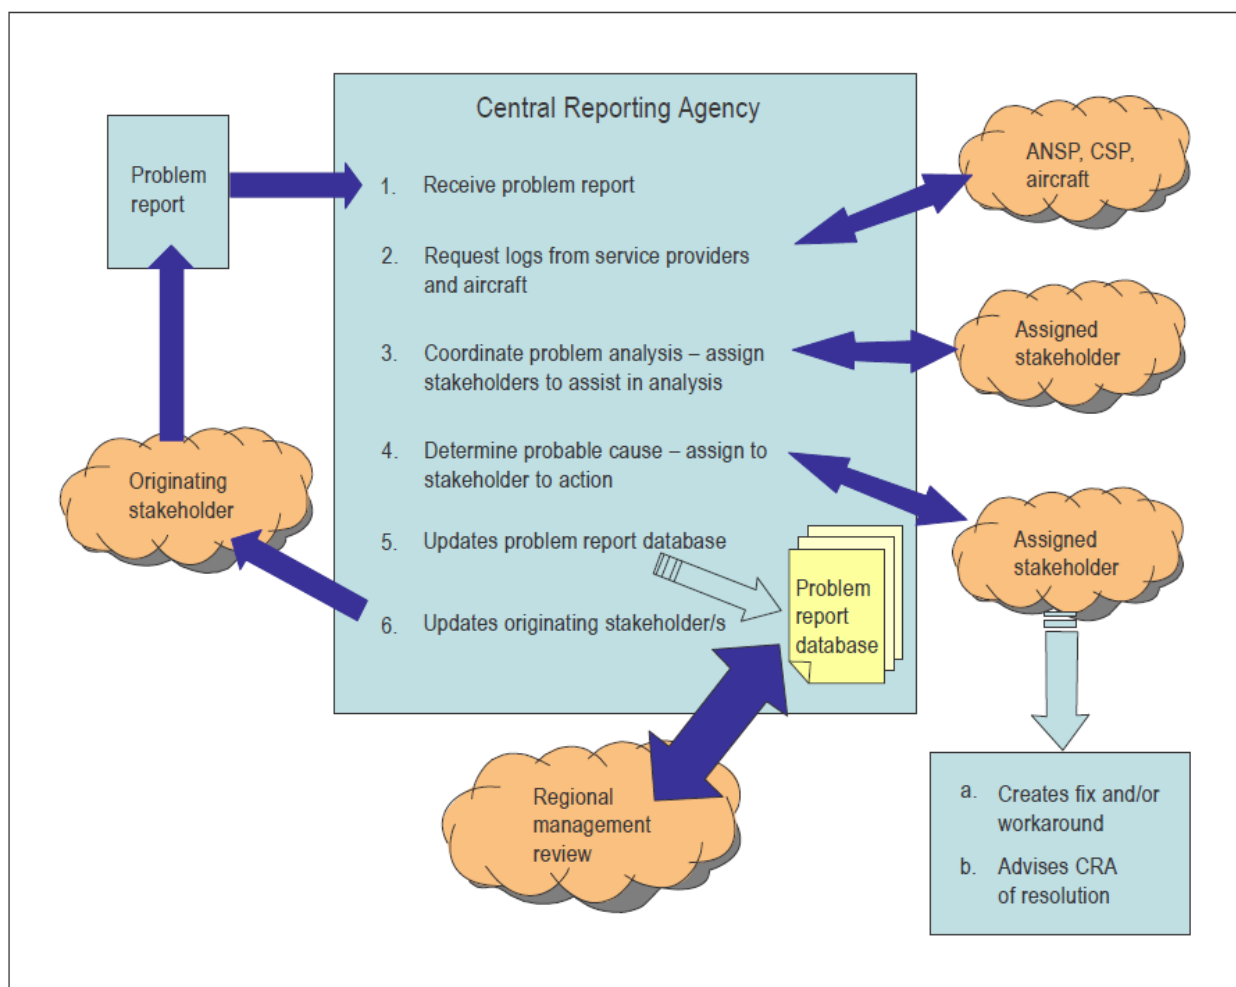 Central Reporting Agency
Problem
report
1. Receive problem report
2. Request logs from service providers
and aircraft
3. Coordinate problem analysis – assign
stakeholders to assist in analysis
4. Determine probable cause – assign to
stakeholder to action
5. Updates problem report database
6. Updates originating stakeholder/s
Problem
report
database
ANSP, CSP,
aircraft
Assigned
stakeholder
Assigned
stakeholder
Originating
stakeholder
Regional
management
review
a. Creates fix and/or
workaround
b. Advises CRA
of resolution